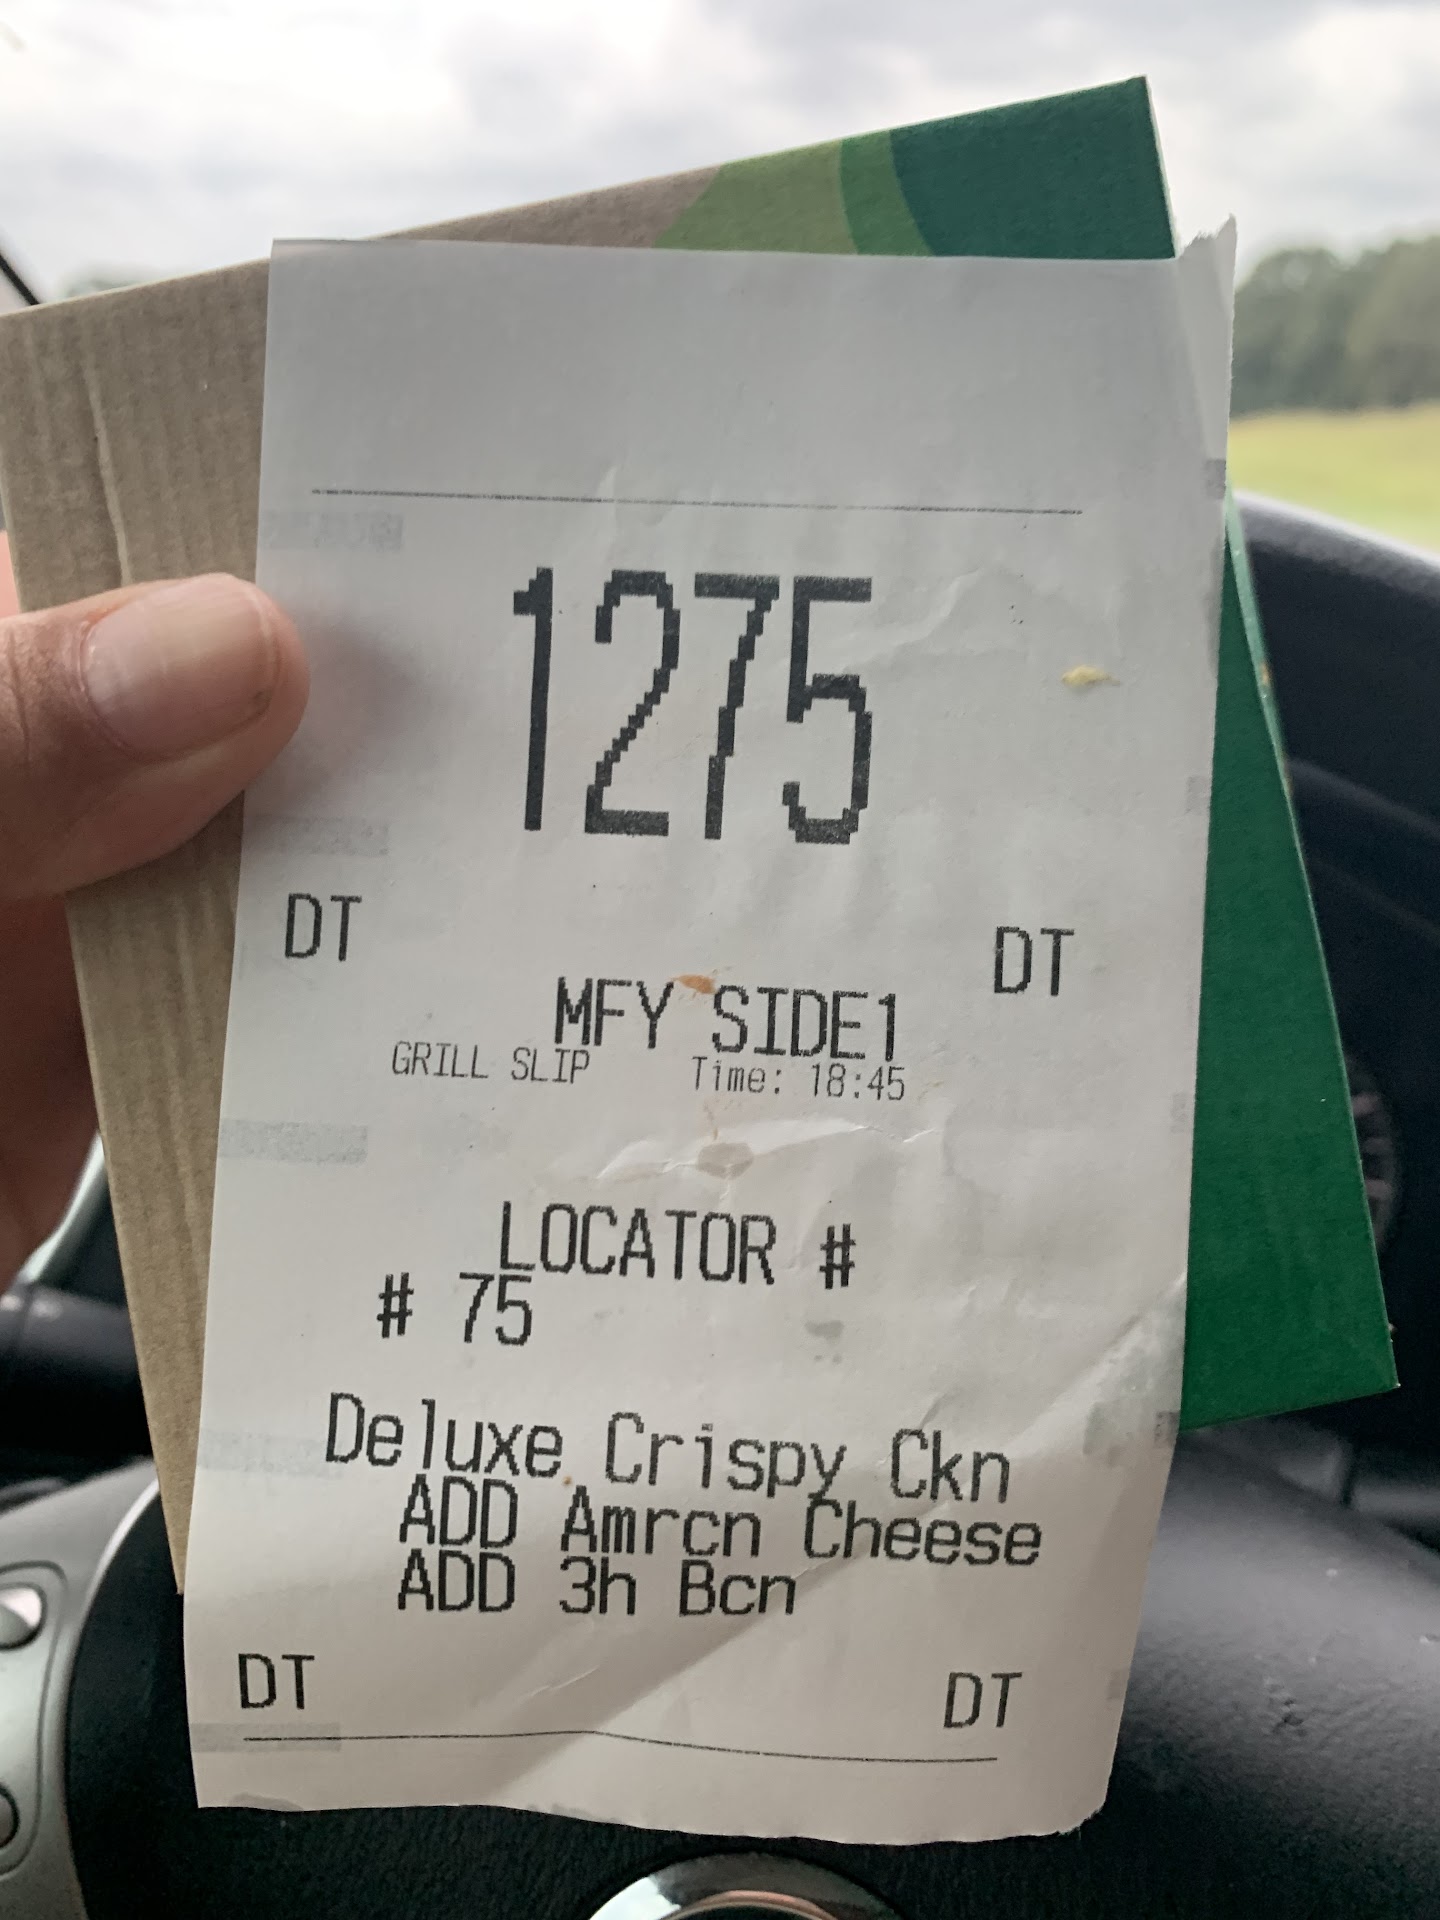 1275
DT DT
MFY SIDE1
GRILL SLIP Time: 18:45
LOCATOR #
# 75
Deluxe Crispy Ckn
ADD Amrcn Cheese
ADD 3h Bcn
DT DT